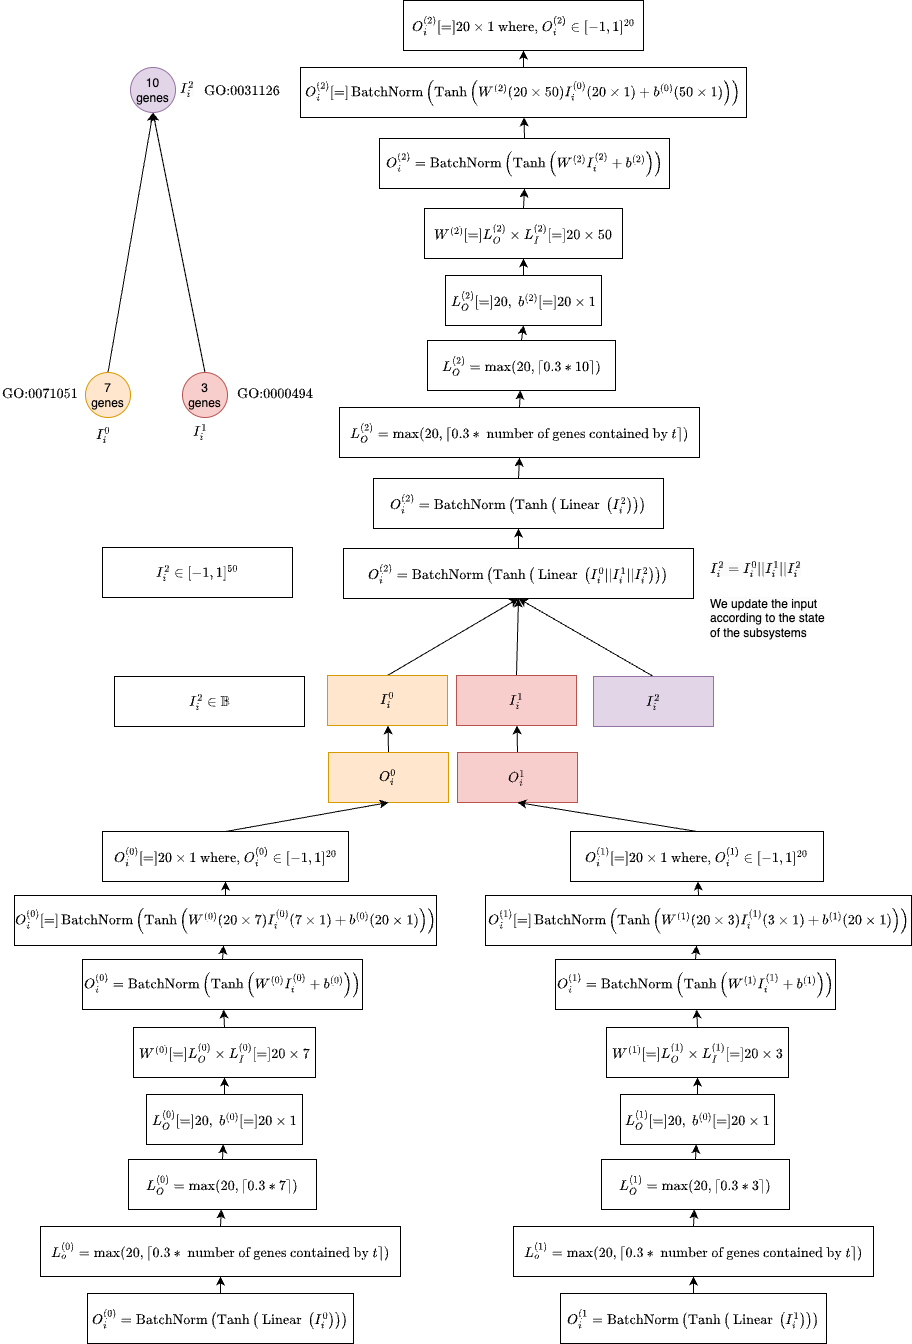 $O_i^{(2)}[=]20 \times 1$ where, $O_i^{(2)} \in [-1, 1]^{20}$
10
genes
$I_i^2$ GO:0031126
$O_i^{(2)}[=] \text{BatchNorm}\left(\text{Tanh}\left(W^{(2)}(20 \times 50)I_i^{(0)}(20 \times 1) + b^{(0)}(50 \times 1)\right)\right)$
$O_i^{(2)} = \text{BatchNorm}\left(\text{Tanh}\left(W^{(2)}I_i^{(2)} + b^{(2)}\right)\right)$
$W^{(2)}[=]L_O^{(2)} \times L_I^{(2)}[=]20 \times 50$
$L_O^{(2)}[=]20,\ b^{(2)}[=]20 \times 1$
$L_O^{(2)} = \max(20, \lceil 0.3 * 10 \rceil)$
GO:0071051
7
genes
$I_i^0$
3
genes
GO:0000494
$I_i^1$
$L_O^{(2)} = \max(20, \lceil 0.3 *$ number of genes contained by $t \rceil)$
$O_i^{(2)} = \text{BatchNorm}\left(\text{Tanh}\left(\text{Linear}\left(I_i^2\right)\right)\right)$
$I_i^2 \in [-1, 1]^{50}$
$O_i^{(2)} = \text{BatchNorm}\left(\text{Tanh}\left(\text{Linear}\left(I_i^0 || I_i^1 || I_i^2\right)\right)\right)$
$I_i^2 = I_i^0 || I_i^1 || I_i^2$
We update the input
according to the state
of the subsystems
$I_i^2 \in \mathbb{B}$
$I_i^0$
$I_i^1$
$I_i^2$
$O_i^0$
$O_i^1$
$O_i^{(0)}[=]20 \times 1$ where, $O_i^{(0)} \in [-1, 1]^{20}$
$O_i^{(0)}[=] \text{BatchNorm}\left(\text{Tanh}\left(W^{(0)}(20 \times 7)I_i^{(0)}(7 \times 1) + b^{(0)}(20 \times 1)\right)\right)$
$O_i^{(0)} = \text{BatchNorm}\left(\text{Tanh}\left(W^{(0)}I_i^{(0)} + b^{(0)}\right)\right)$
$W^{(0)}[=]L_O^{(0)} \times L_I^{(0)}[=]20 \times 7$
$L_O^{(0)}[=]20,\ b^{(0)}[=]20 \times 1$
$L_O^{(0)} = \max(20, \lceil 0.3 * 7 \rceil)$
$L_o^{(0)} = \max(20, \lceil 0.3 *$ number of genes contained by $t \rceil)$
$O_i^{(0)} = \text{BatchNorm}\left(\text{Tanh}\left(\text{Linear}\left(I_i^0\right)\right)\right)$
$O_i^{(1)}[=]20 \times 1$ where, $O_i^{(1)} \in [-1, 1]^{20}$
$O_i^{(1)}[=] \text{BatchNorm}\left(\text{Tanh}\left(W^{(1)}(20 \times 3)I_i^{(1)}(3 \times 1) + b^{(1)}(20 \times 1)\right)\right)$
$O_i^{(1)} = \text{BatchNorm}\left(\text{Tanh}\left(W^{(1)}I_i^{(1)} + b^{(1)}\right)\right)$
$W^{(1)}[=]L_O^{(1)} \times L_I^{(1)}[=]20 \times 3$
$L_O^{(1)}[=]20,\ b^{(0)}[=]20 \times 1$
$L_O^{(1)} = \max(20, \lceil 0.3 * 3 \rceil)$
$L_o^{(1)} = \max(20, \lceil 0.3 *$ number of genes contained by $t \rceil)$
$O_i^{(1} = \text{BatchNorm}\left(\text{Tanh}\left(\text{Linear}\left(I_i^1\right)\right)\right)$